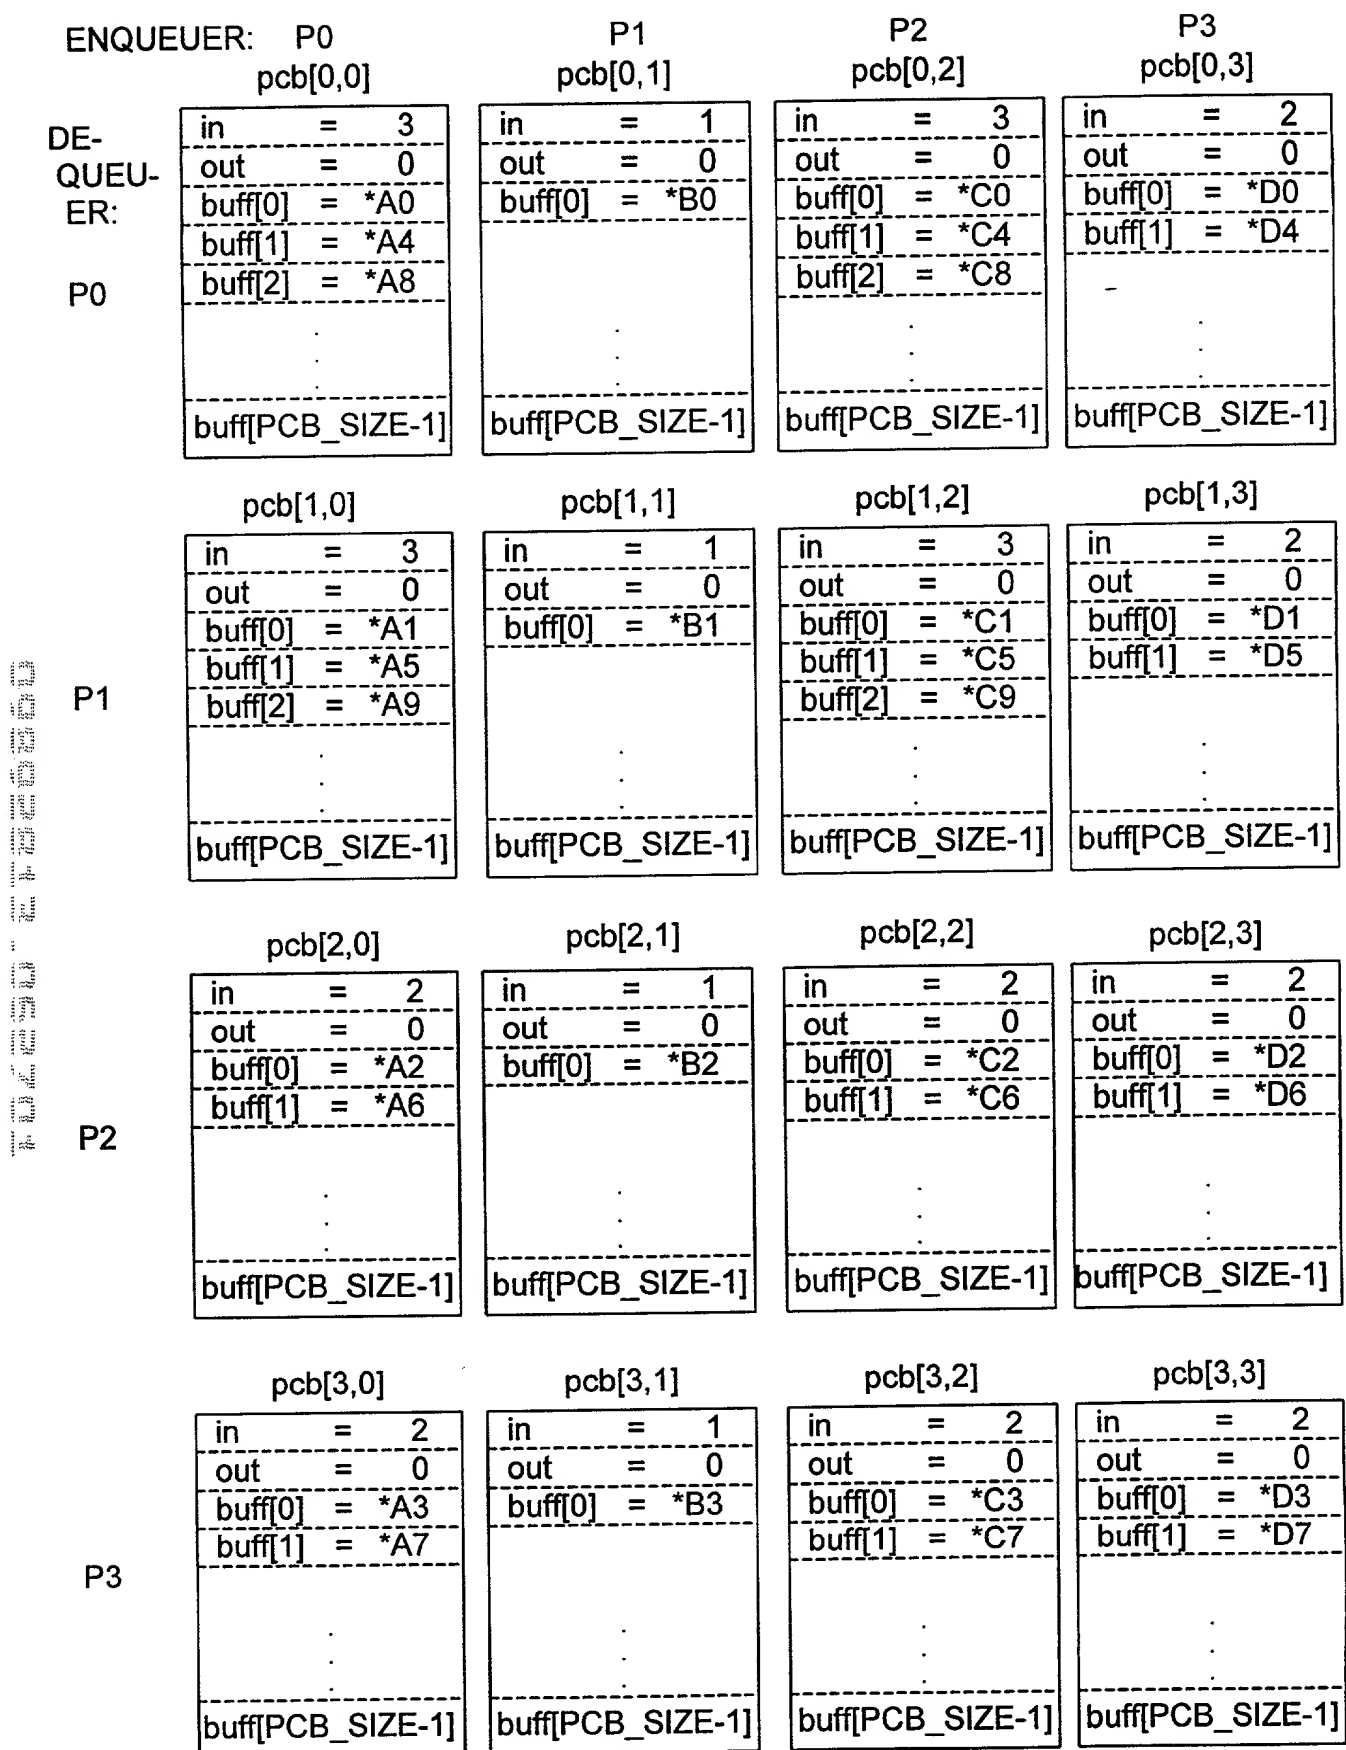 ENQUEUER: P0 P1 P2 P3
pcb[0,0] pcb[0,1] pcb[0,2] pcb[0,3]
DE-
QUEU-
ER:
P0
in = 3 in = 1 in = 3 in = 2
out = 0 out = 0 out = 0 out = 0
buff[0] = *A0 buff[0] = *B0 buff[0] = *C0 buff[0] = *D0
buff[1] = *A4 buff[1] = *C4 buff[1] = *D4
buff[2] = *A8 buff[2] = *C8
buff[PCB_SIZE-1] buff[PCB_SIZE-1] buff[PCB_SIZE-1] buff[PCB_SIZE-1]
pcb[1,0] pcb[1,1] pcb[1,2] pcb[1,3]
in = 3 in = 1 in = 3 in = 2
out = 0 out = 0 out = 0 out = 0
buff[0] = *A1 buff[0] = *B1 buff[0] = *C1 buff[0] = *D1
buff[1] = *A5 buff[1] = *C5 buff[1] = *D5
P1 buff[2] = *A9 buff[2] = *C9
buff[PCB_SIZE-1] buff[PCB_SIZE-1] buff[PCB_SIZE-1] buff[PCB_SIZE-1]
pcb[2,0] pcb[2,1] pcb[2,2] pcb[2,3]
in = 2 in = 1 in = 2 in = 2
out = 0 out = 0 out = 0 out = 0
buff[0] = *A2 buff[0] = *B2 buff[0] = *C2 buff[0] = *D2
buff[1] = *A6 buff[1] = *C6 buff[1] = *D6
P2
buff[PCB_SIZE-1] buff[PCB_SIZE-1] buff[PCB_SIZE-1] buff[PCB_SIZE-1]
pcb[3,0] pcb[3,1] pcb[3,2] pcb[3,3]
in = 2 in = 1 in = 2 in = 2
out = 0 out = 0 out = 0 out = 0
buff[0] = *A3 buff[0] = *B3 buff[0] = *C3 buff[0] = *D3
buff[1] = *A7 buff[1] = *C7 buff[1] = *D7
P3
buff[PCB_SIZE-1] buff[PCB_SIZE-1] buff[PCB_SIZE-1] buff[PCB_SIZE-1]